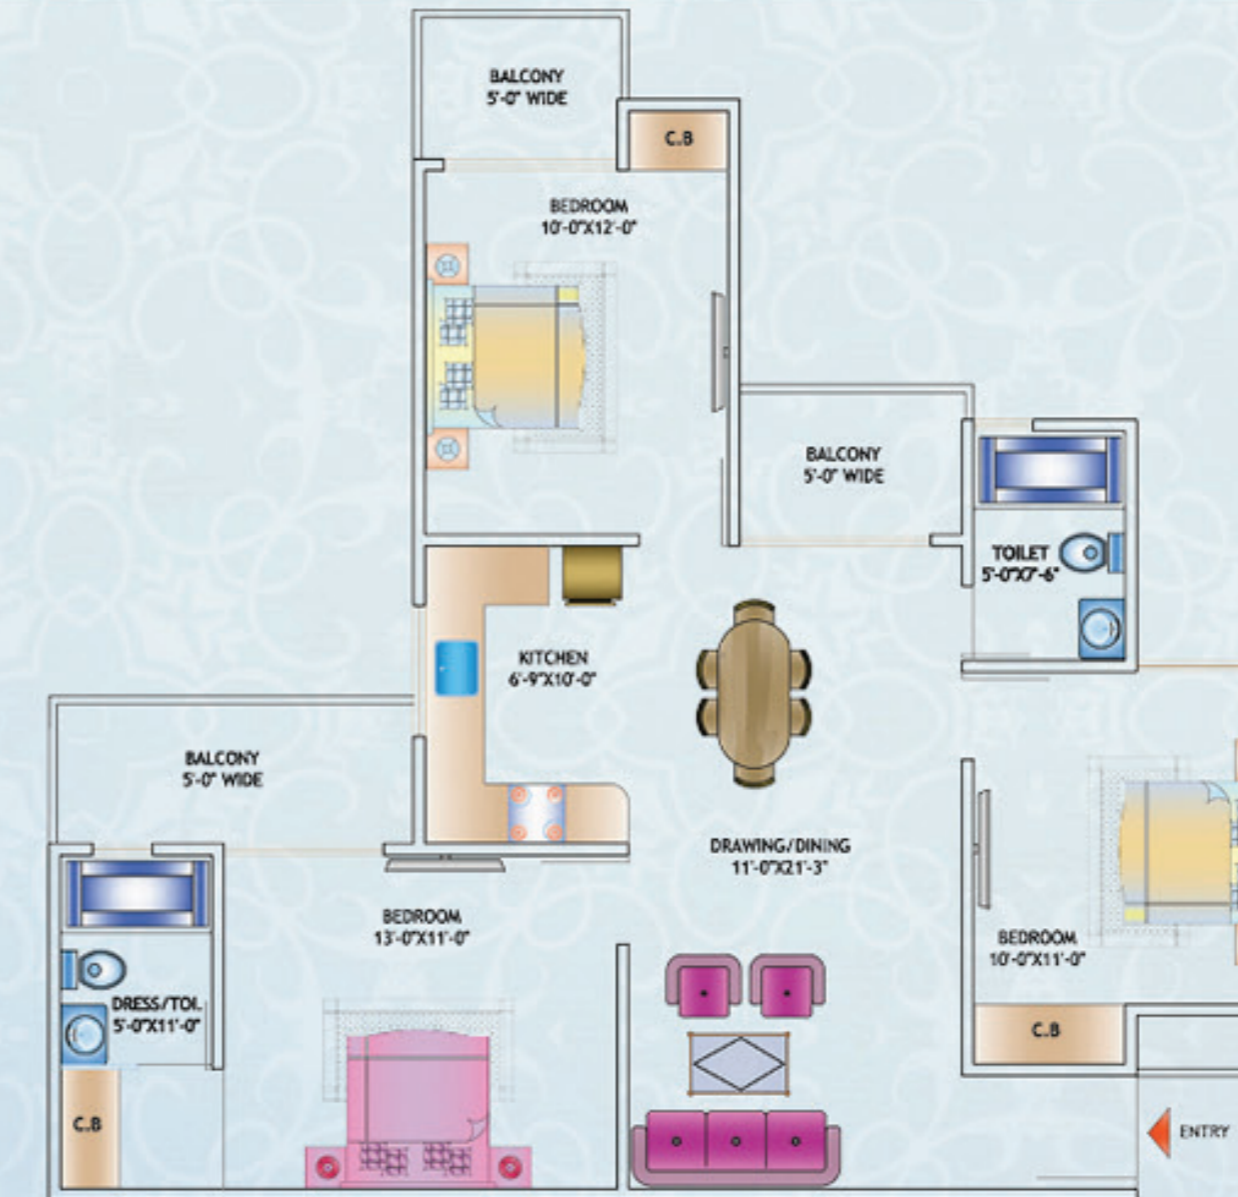 BALCONY
5'-0" WIDE
C.B
BEDROOM
10'-0"X12'-0"
BALCONY
5'-0" WIDE
TOILET
5'-0"X7'-6"
KITCHEN
6'-9"X10'-0"
BALCONY
5'-0" WIDE
DRAWING/DINING
11'-0"X21'-3"
BEDROOM
13'-0"X11'-0"
BEDROOM
10'-0"X11'-0"
DRESS/TOI.
5'-0"X11'-0"
C.B
C.B
ENTRY